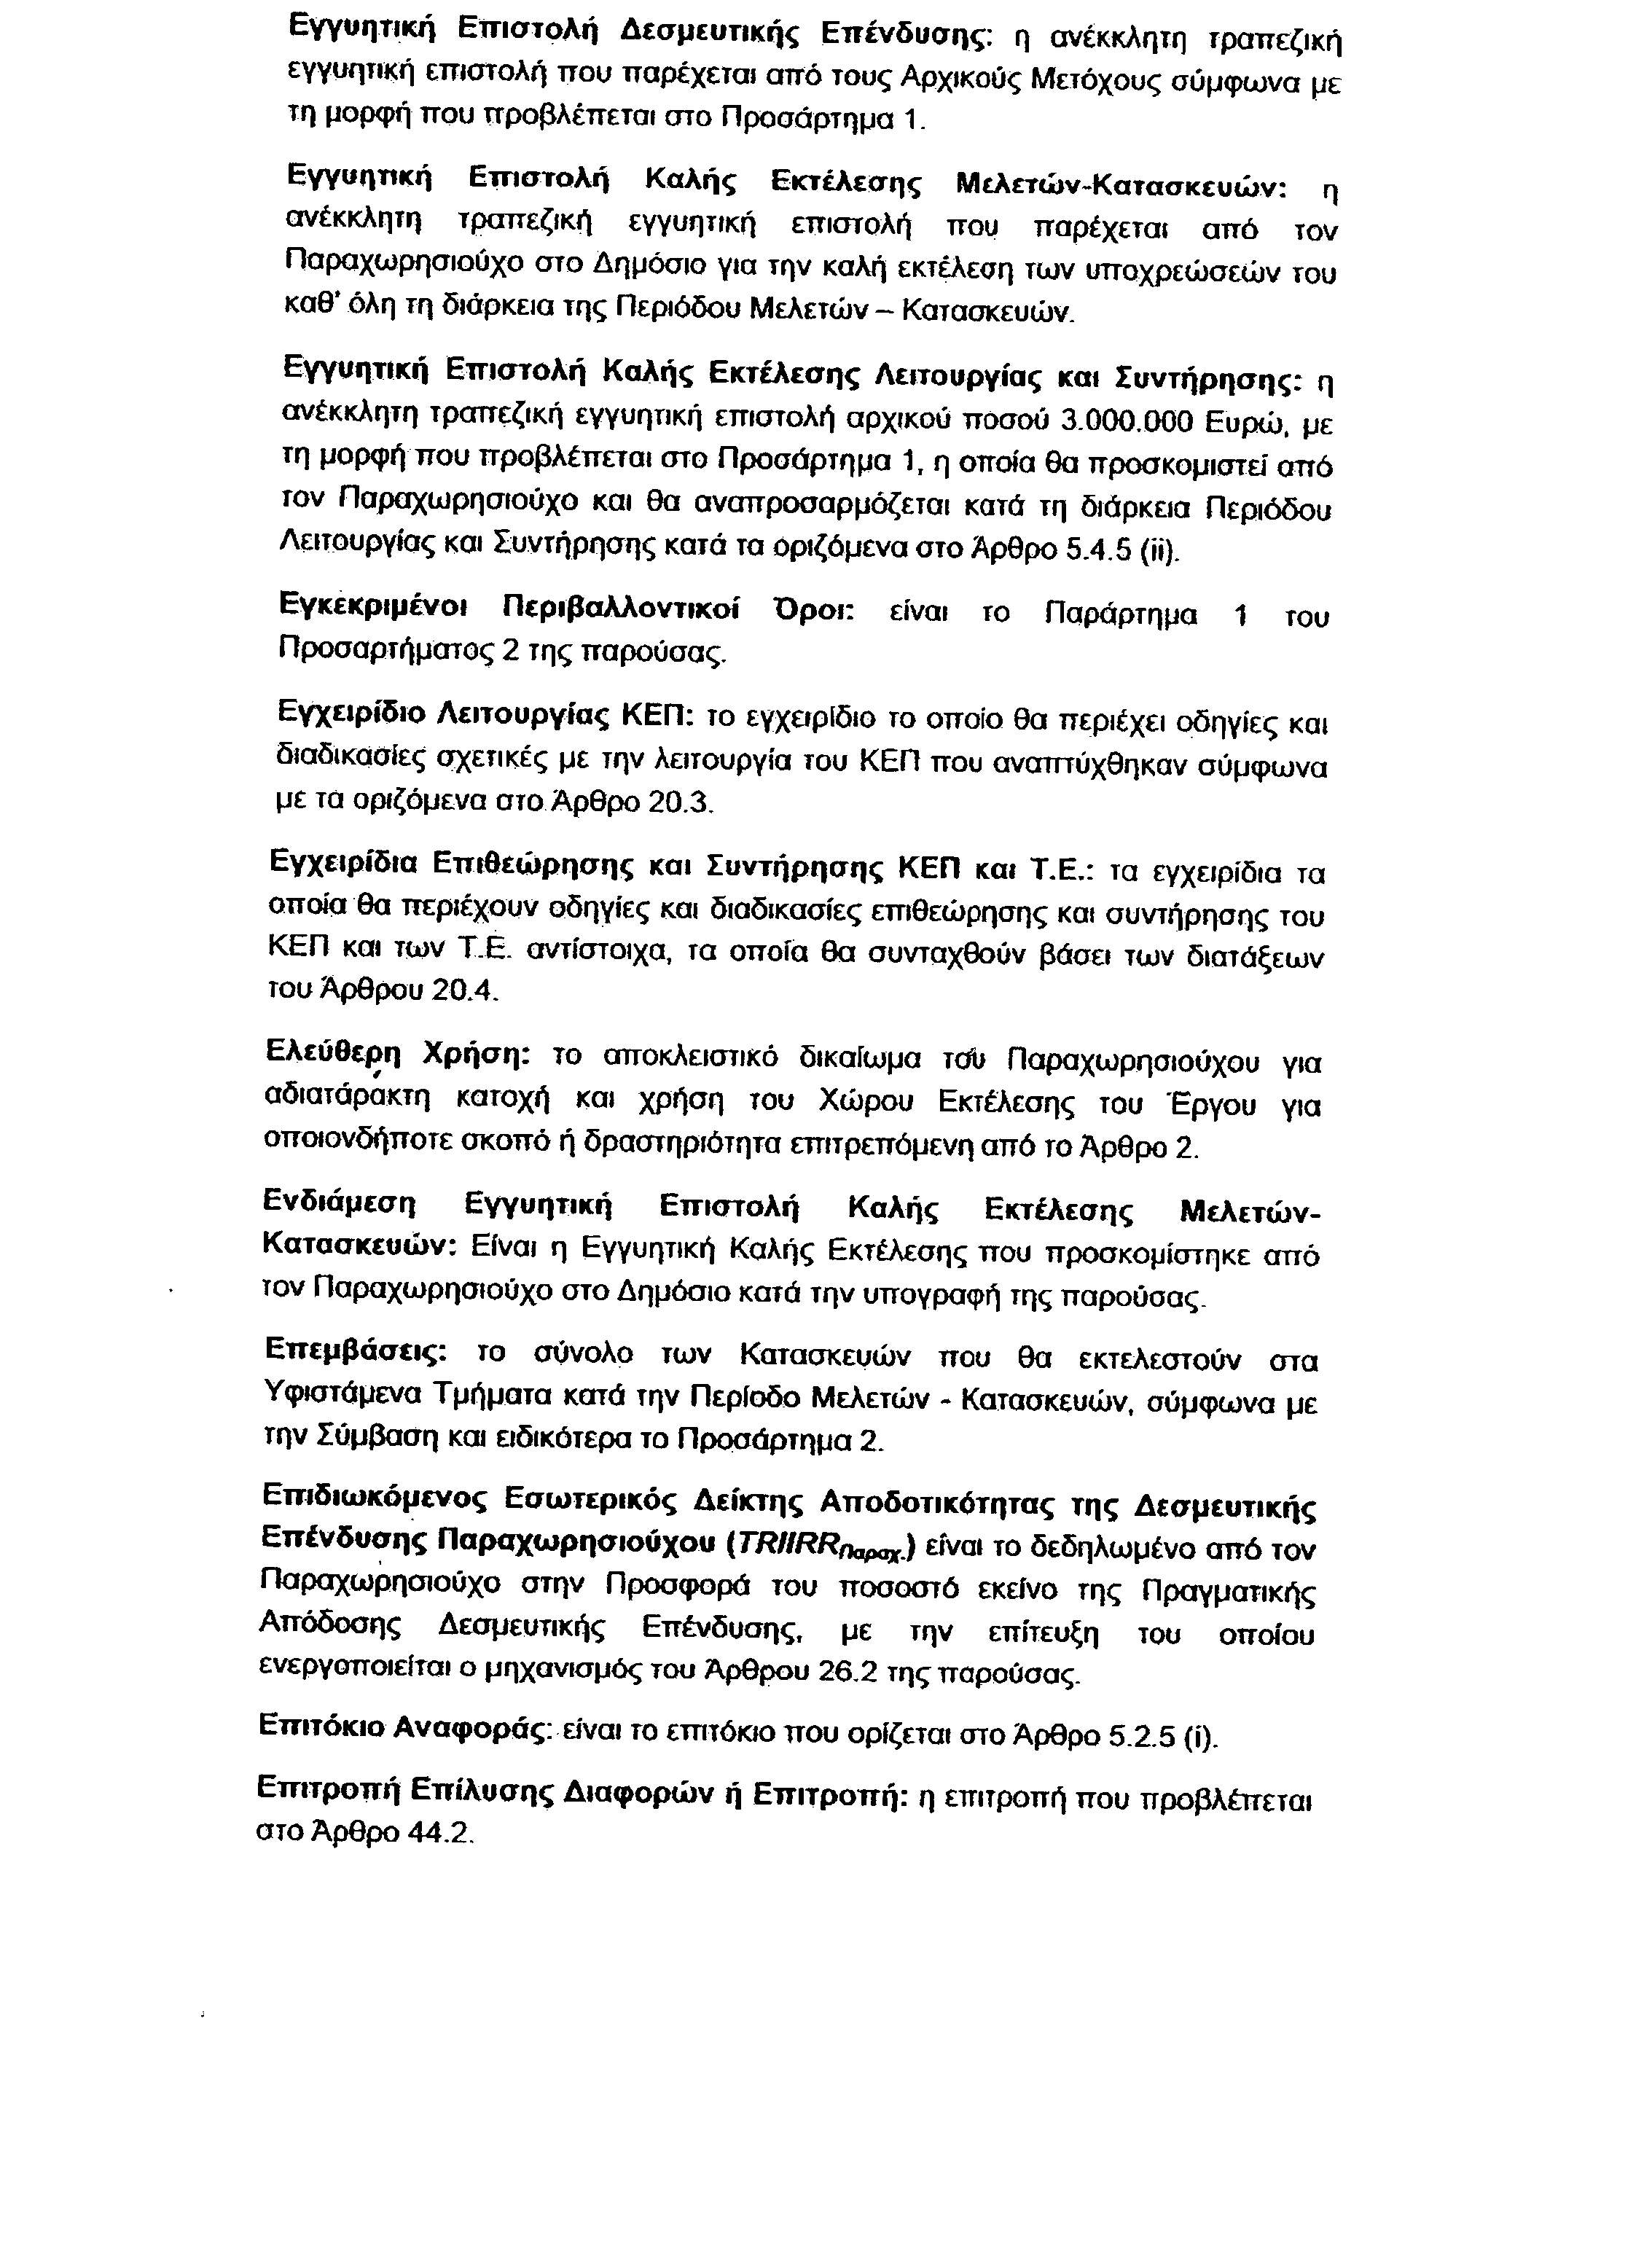 Εγγυητική Επιστολή Δεσμευτικής Επένδυσης: η ανέκκλητη τραπεζική
εγγυητική επιστολή που παρέχεται από τους Αρχικούς Μετόχους σύμφωνα με
τη μορφή που προβλέπεται στο Προσάρτημα 1.
Εγγυητική Επιστολή Καλής Εκτέλεσης Μελετών-Κατασκευών: η
ανέκκλητη τραπεζική εγγυητική επιστολή που παρέχεται από τον
Παραχωρησιούχο στο Δημόσιο για την καλή εκτέλεση των υποχρεώσεών του
καθ' όλη τη διάρκεια της Περιόδου Μελετών – Κατασκευών.
Εγγυητική Επιστολή Καλής Εκτέλεσης Λειτουργίας και Συντήρησης: η
ανέκκλητη τραπεζική εγγυητική επιστολή αρχικού ποσού 3.000.000 Ευρώ, με
τη μορφή που προβλέπεται στο Προσάρτημα 1, η οποία θα προσκομιστεί από
τον Παραχωρησιούχο και θα αναπροσαρμόζεται κατά τη διάρκεια Περιόδου
Λειτουργίας και Συντήρησης κατά τα οριζόμενα στο Άρθρο 5.4.5 (ii).
Εγκεκριμένοι Περιβαλλοντικοί Όροι: είναι το Παράρτημα 1 του
Προσαρτήματος 2 της παρούσας.
Εγχειρίδιο Λειτουργίας ΚΕΠ: το εγχειρίδιο το οποίο θα περιέχει οδηγίες και
διαδικασίες σχετικές με την λειτουργία του ΚΕΠ που αναπτύχθηκαν σύμφωνα
με τα οριζόμενα στο Άρθρο 20.3.
Εγχειρίδια Επιθεώρησης και Συντήρησης ΚΕΠ και Τ.Ε.: τα εγχειρίδια τα
οποία θα περιέχουν οδηγίες και διαδικασίες επιθεώρησης και συντήρησης του
ΚΕΠ και των Τ.Ε. αντίστοιχα, τα οποία θα συνταχθούν βάσει των διατάξεων
του Άρθρου 20.4.
Ελεύθερη Χρήση: το αποκλειστικό δικαίωμα του Παραχωρησιούχου για
αδιατάρακτη κατοχή και χρήση του Χώρου Εκτέλεσης του Έργου για
οποιονδήποτε σκοπό ή δραστηριότητα επιτρεπόμενη από το Άρθρο 2.
Ενδιάμεση Εγγυητική Επιστολή Καλής Εκτέλεσης Μελετών-
Κατασκευών: Είναι η Εγγυητική Καλής Εκτέλεσης που προσκομίστηκε από
τον Παραχωρησιούχο στο Δημόσιο κατά την υπογραφή της παρούσας.
Επεμβάσεις: το σύνολο των Κατασκευών που θα εκτελεστούν στα
Υφιστάμενα Τμήματα κατά την Περίοδο Μελετών - Κατασκευών, σύμφωνα με
την Σύμβαση και ειδικότερα το Προσάρτημα 2.
Επιδιωκόμενος Εσωτερικός Δείκτης Αποδοτικότητας της Δεσμευτικής
Επένδυσης Παραχωρησιούχου (TRIIRRΠαραχ.) είναι το δεδηλωμένο από τον
Παραχωρησιούχο στην Προσφορά του ποσοστό εκείνο της Πραγματικής
Απόδοσης Δεσμευτικής Επένδυσης, με την επίτευξη του οποίου
ενεργοποιείται ο μηχανισμός του Άρθρου 26.2 της παρούσας.
Επιτόκιο Αναφοράς: είναι το επιτόκιο που ορίζεται στο Άρθρο 5.2.5 (i).
Επιτροπή Επίλυσης Διαφορών ή Επιτροπή: η επιτροπή που προβλέπεται
στο Άρθρο 44.2.